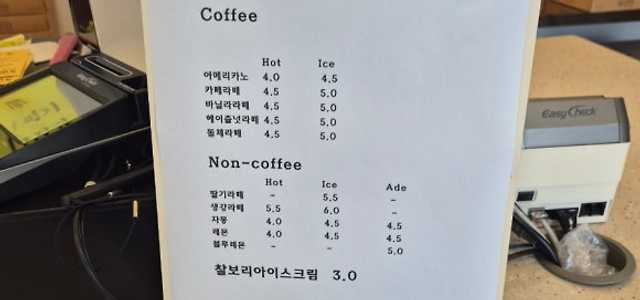 Coffee
Hot Ice
아메리카노 4.0 4.5
카페라떼 4.5 5.0
바닐라라떼 4.5 5.0
헤이즐넛라떼 4.5 5.0
돌체라떼 4.5 5.0
Non-coffee
Hot Ice Ade
딸기라떼 - 5.5 -
생강라떼 5.5 6.0 -
자몽 4.0 4.5 4.5
레몬 4.0 4.5 4.5
블루레몬 - - 5.0
찰보리아이스크림 3.0
EasyCheck